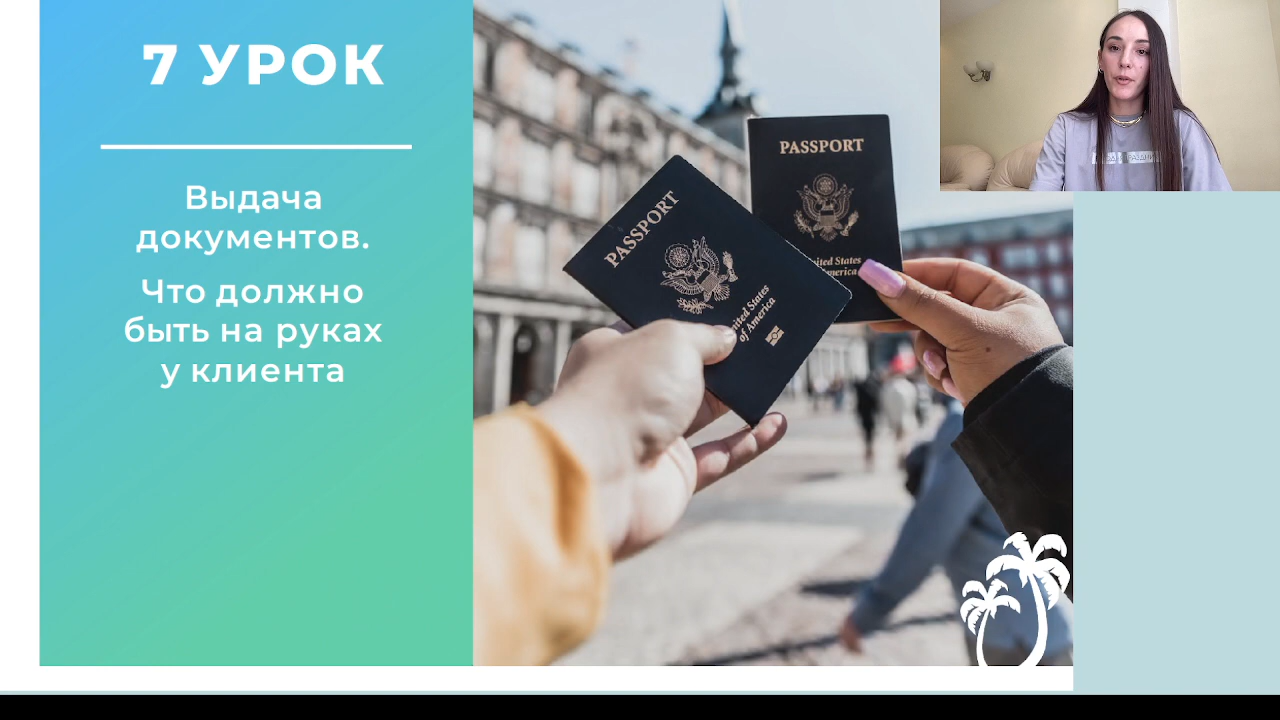 7 УРОК
Выдача
документов.
Что должно
быть на руках
у клиента
PASSPORT
United States
of America
PASSPORT
United States
America